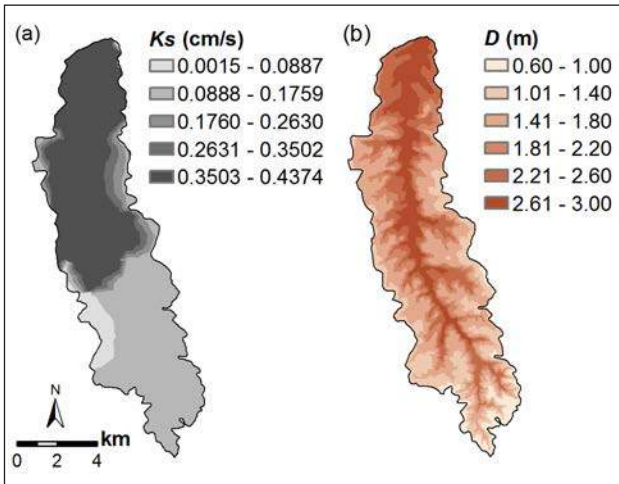 (a)
Ks (cm/s)
0.0015 - 0.0887
0.0888 - 0.1759
0.1760 - 0.2630
0.2631 - 0.3502
0.3503 - 0.4374
N
km
0 2 4
(b)
D (m)
0.60 - 1.00
1.01 - 1.40
1.41 - 1.80
1.81 - 2.20
2.21 - 2.60
2.61 - 3.00